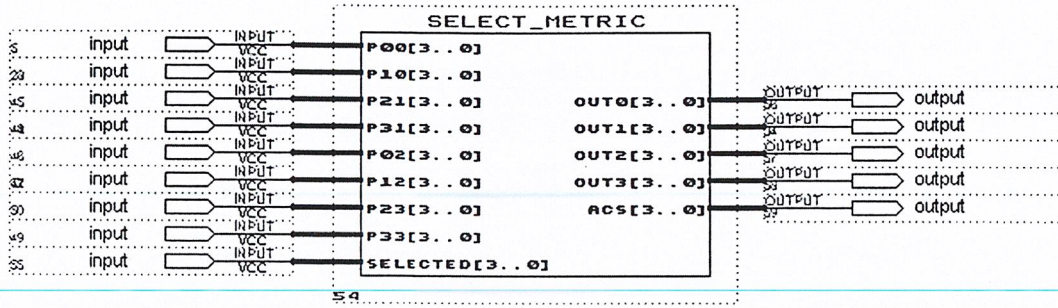 SELECT_METRIC
input INPUT VCC P00[3..0]
input INPUT VCC P10[3..0]
input INPUT VCC P21[3..0] OUT0[3..0] OUTPUT output
input INPUT VCC P31[3..0] OUT1[3..0] OUTPUT output
input INPUT VCC P02[3..0] OUT2[3..0] OUTPUT output
input INPUT VCC P12[3..0] OUT3[3..0] OUTPUT output
input INPUT VCC P23[3..0] ACS[3..0] OUTPUT output
input INPUT VCC P33[3..0]
input INPUT VCC SELECTED[3..0]
54